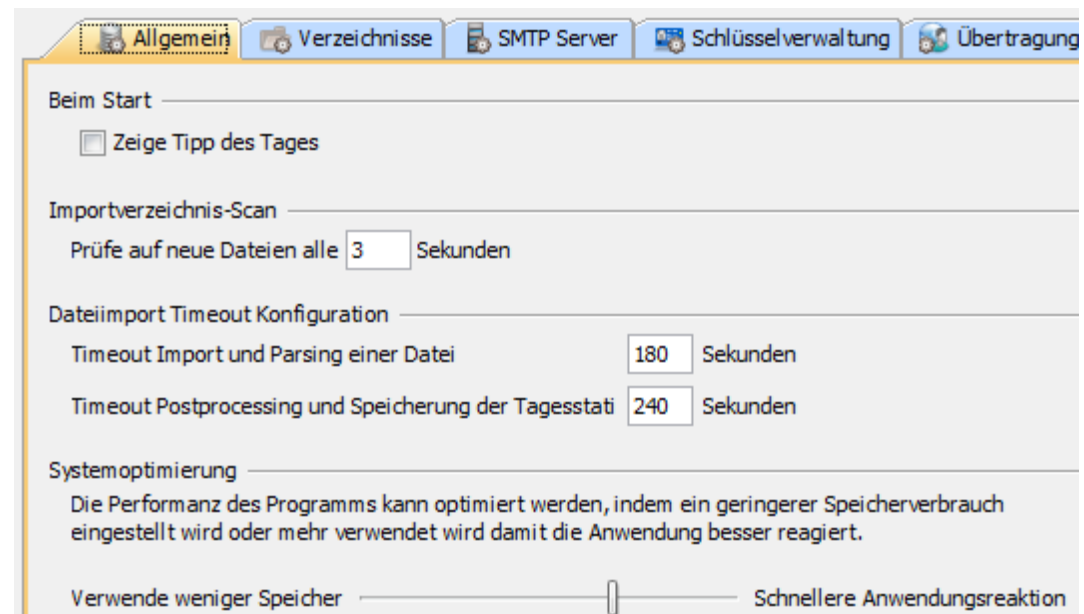 Allgemein Verzeichnisse SMTP Server Schlüsselverwaltung Übertragung
Beim Start
Zeige Tipp des Tages
Importverzeichnis-Scan
Prüfe auf neue Dateien alle 3 Sekunden
Dateiimport Timeout Konfiguration
Timeout Import und Parsing einer Datei 180 Sekunden
Timeout Postprocessing und Speicherung der Tagesstati 240 Sekunden
Systemoptimierung
Die Performanz des Programms kann optimiert werden, indem ein geringerer Speicherverbrauch
eingestellt wird oder mehr verwendet wird damit die Anwendung besser reagiert.
Verwende weniger Speicher Schnellere Anwendungsreaktion